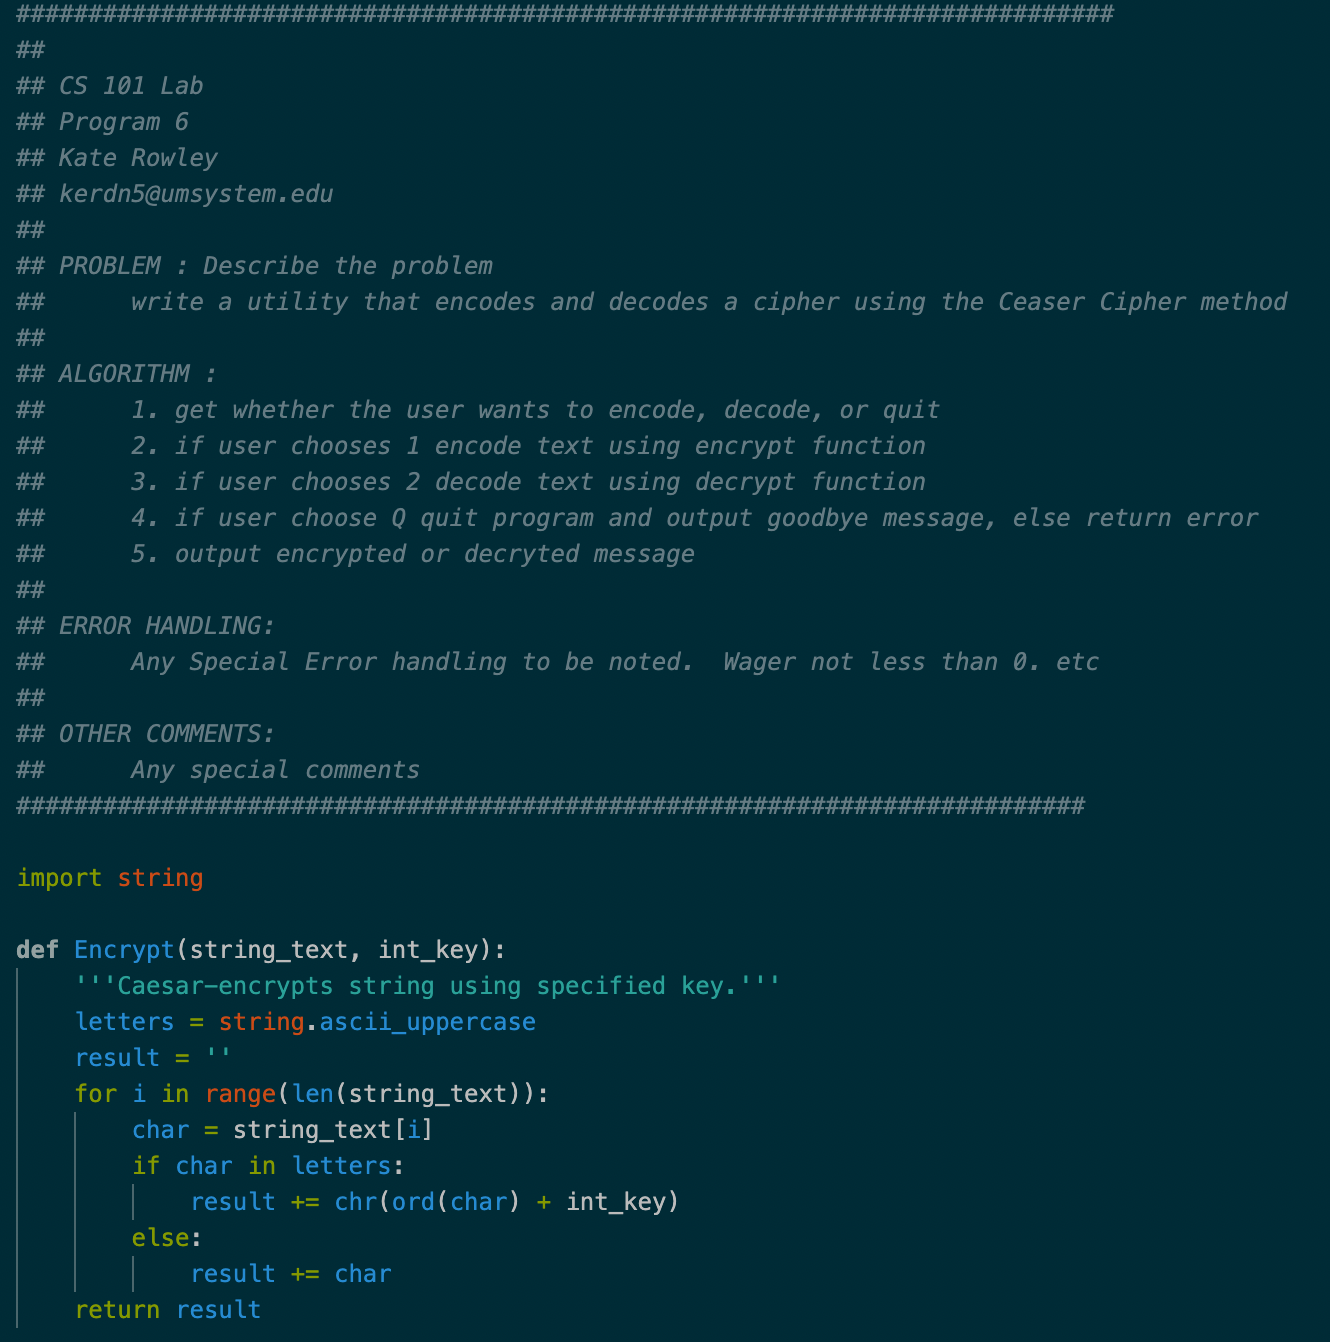 ############################################################################
##
## CS 101 Lab
## Program 6
## Kate Rowley
## kerdn5@umsystem.edu
##
## PROBLEM : Describe the problem
##      write a utility that encodes and decodes a cipher using the Ceaser Cipher method
##
## ALGORITHM :
##      1. get whether the user wants to encode, decode, or quit
##      2. if user chooses 1 encode text using encrypt function
##      3. if user chooses 2 decode text using decrypt function
##      4. if user choose Q quit program and output goodbye message, else return error
##      5. output encrypted or decryted message
##
## ERROR HANDLING:
##      Any Special Error handling to be noted.  Wager not less than 0. etc
##
## OTHER COMMENTS:
##      Any special comments
##########################################################################

import string

def Encrypt(string_text, int_key):
    '''Caesar-encrypts string using specified key.'''
    letters = string.ascii_uppercase
    result = ''
    for i in range(len(string_text)):
        char = string_text[i]
        if char in letters:
            result += chr(ord(char) + int_key)
        else:
            result += char
    return result